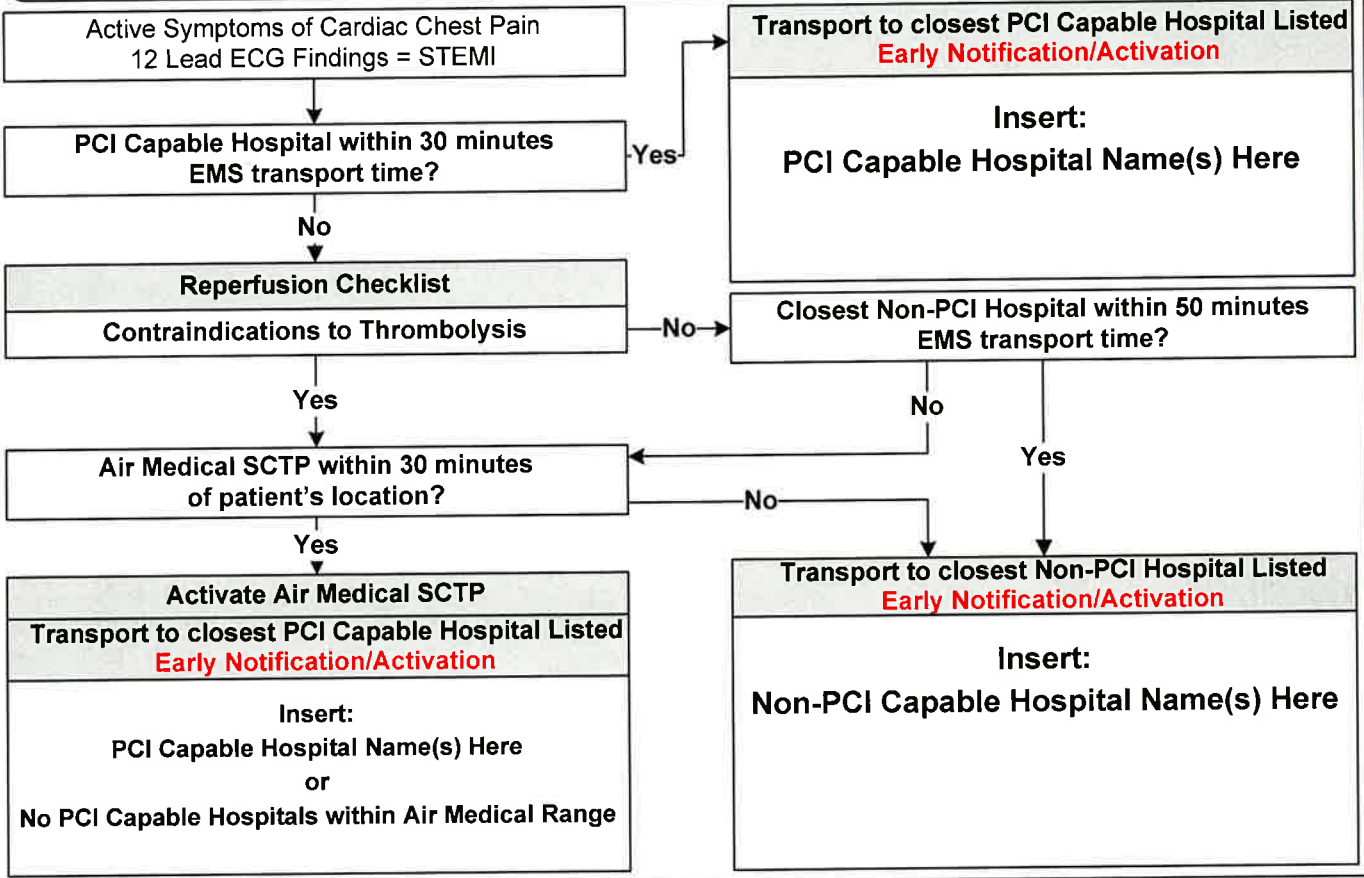 Active Symptoms of Cardiac Chest Pain
12 Lead ECG Findings = STEMI
PCI Capable Hospital within 30 minutes
EMS transport time?
Yes
Transport to closest PCI Capable Hospital Listed
Early Notification/Activation
Insert:
PCI Capable Hospital Name(s) Here
No
Reperfusion Checklist
Contraindications to Thrombolysis
No
Closest Non-PCI Hospital within 50 minutes
EMS transport time?
Yes
No
Yes
Air Medical SCTP within 30 minutes
of patient's location?
No
Yes
Activate Air Medical SCTP
Transport to closest PCI Capable Hospital Listed
Early Notification/Activation
Insert:
PCI Capable Hospital Name(s) Here
or
No PCI Capable Hospitals within Air Medical Range
Transport to closest Non-PCI Hospital Listed
Early Notification/Activation
Insert:
Non-PCI Capable Hospital Name(s) Here